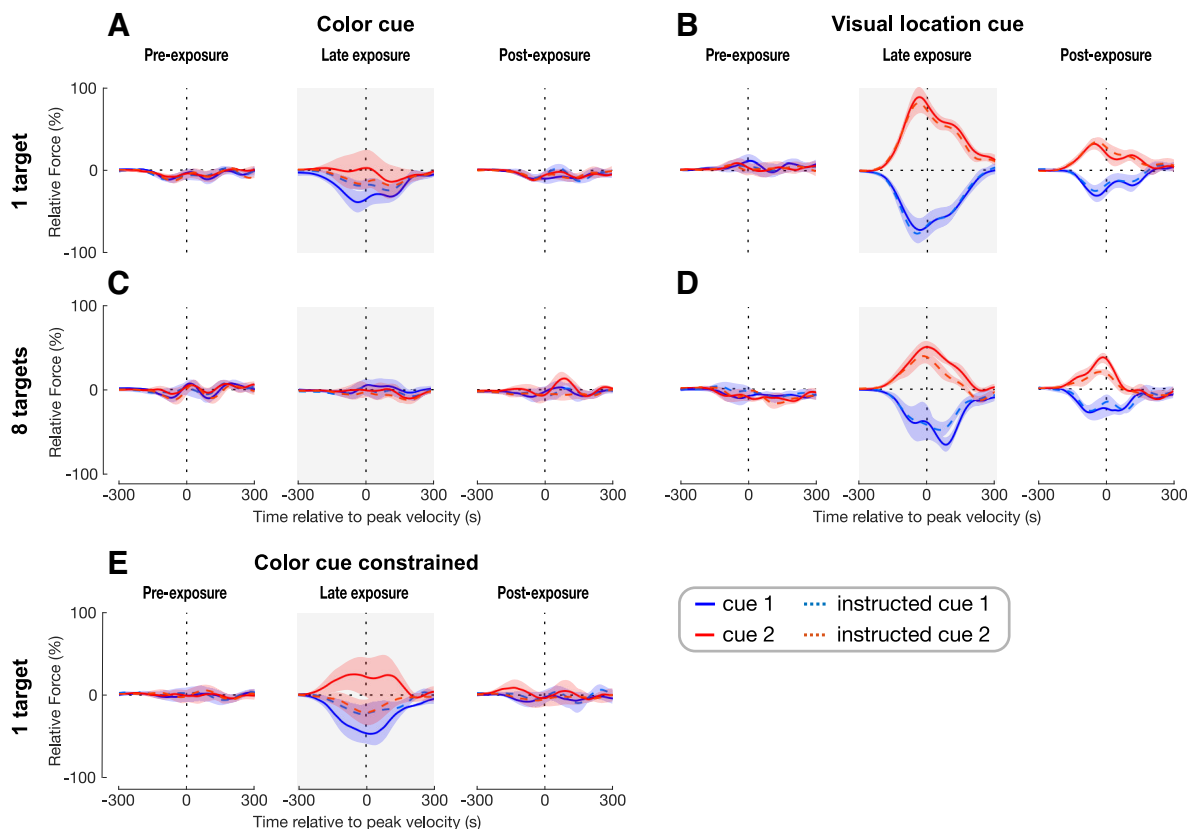 A
Color cue
B
Visual location cue
Pre-exposure
Late exposure
Post-exposure
Pre-exposure
Late exposure
Post-exposure
1 target
Relative Force (%)
100
0
-100
C
D
8 targets
Relative Force (%)
100
0
-100
-300 0 300
-300 0 300
-300 0 300
-300 0 300
-300 0 300
-300 0 300
Time relative to peak velocity (s)
Time relative to peak velocity (s)
E
Color cue constrained
Pre-exposure
Late exposure
Post-exposure
1 target
Relative Force (%)
100
0
-100
-300 0 300
-300 0 300
-300 0 300
Time relative to peak velocity (s)
cue 1
instructed cue 1
cue 2
instructed cue 2